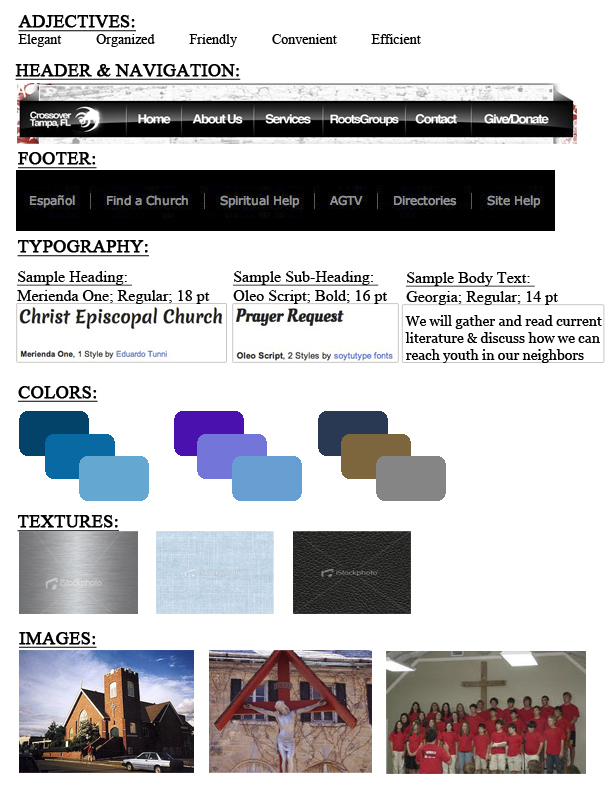 ADJECTIVES:
Elegant Organized Friendly Convenient Efficient
HEADER & NAVIGATION:
Crossover
Tampa, FL
Home About Us Services RootsGroups Contact Give/Donate
FOOTER:
Español Find a Church Spiritual Help AGTV Directories Site Help
TYPOGRAPHY:
Sample Heading:
Merienda One; Regular; 18 pt
Christ Episcopal Church
Merienda One, 1 Style by Eduardo Tunni
Sample Sub-Heading:
Oleo Script; Bold; 16 pt
Prayer Request
Oleo Script, 2 Styles by soytutype fonts
Sample Body Text:
Georgia; Regular; 14 pt
We will gather and read current
literature & discuss how we can
reach youth in our neighbors
COLORS:
TEXTURES:
iStockphoto
iStockphoto
iStockphoto
IMAGES: